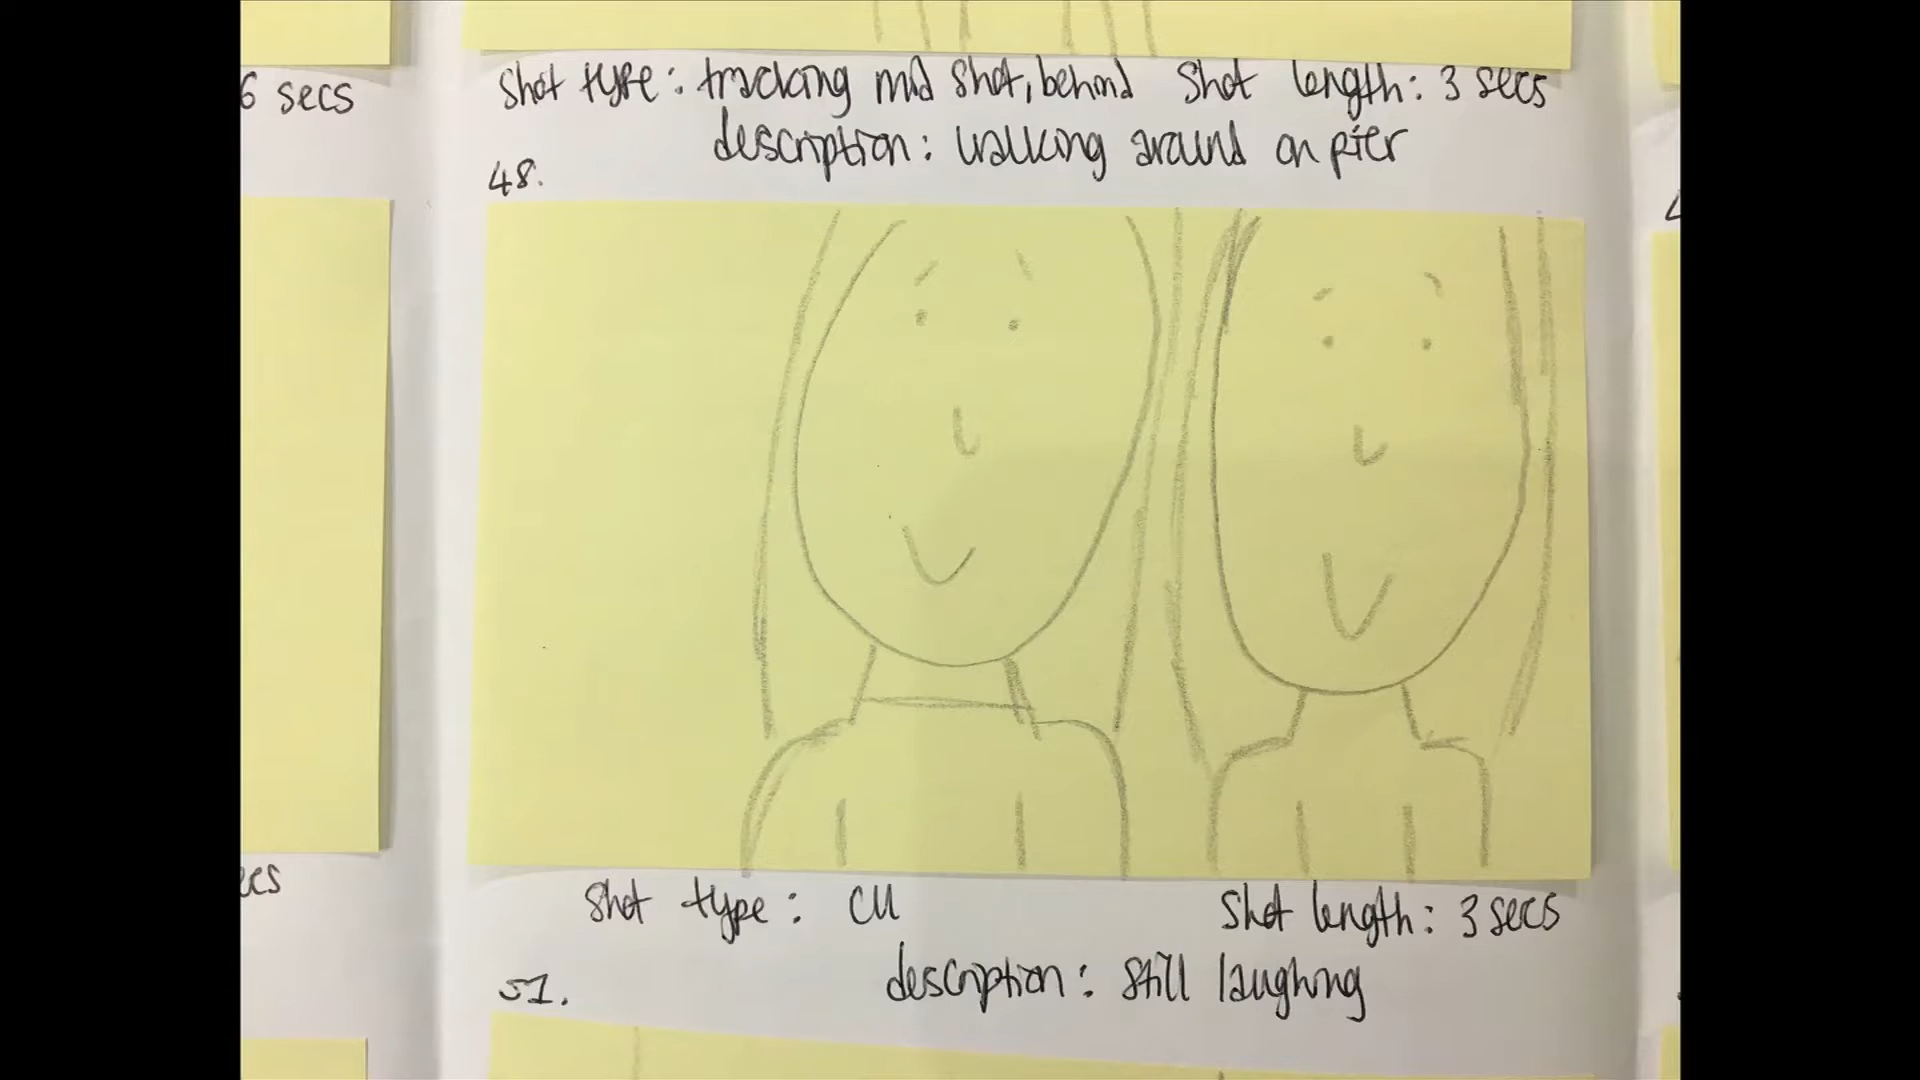 6 secs
Shot type: tracking mid shot, behind Shot length: 3 secs
description: walking around on pier
48.
ecs
Shot type: CU Shot length: 3 secs
description: Still laughing
51.